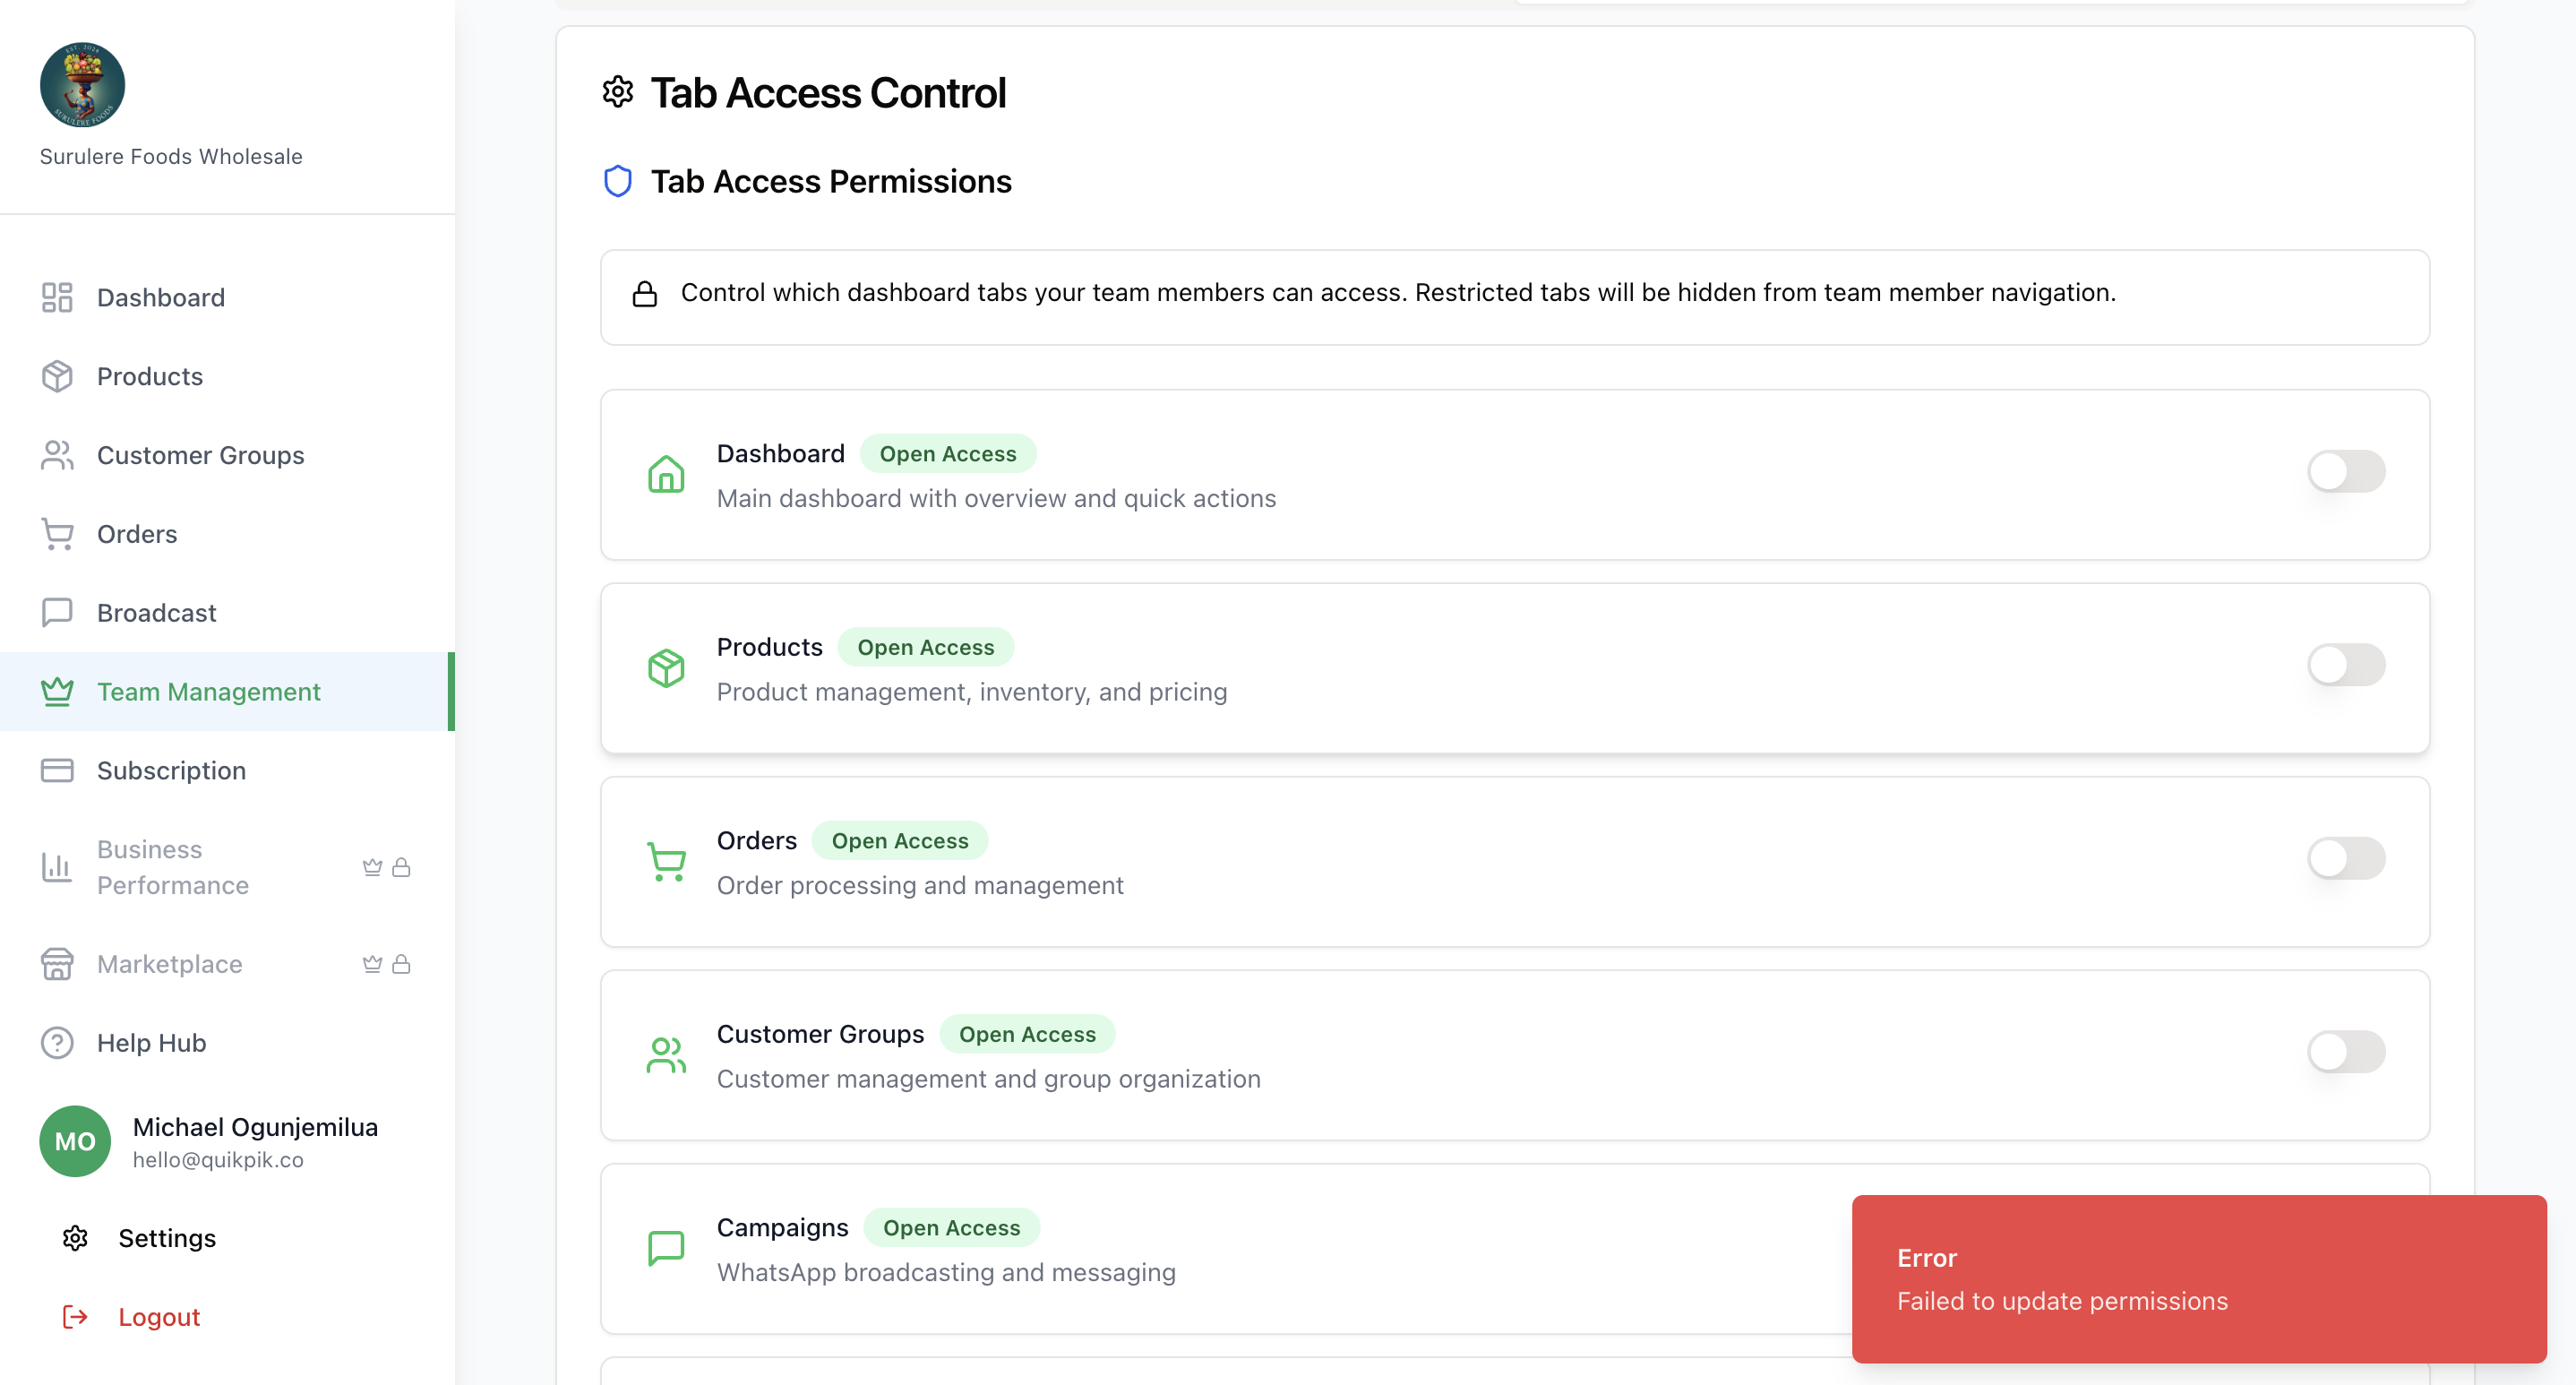 EST. 2024
SURULERE FOODS
Surulere Foods Wholesale
Dashboard
Products
Customer Groups
Orders
Broadcast
Team Management
Subscription
Business
Performance
Marketplace
Help Hub
MO
Michael Ogunjemilua
hello@quikpik.co
Settings
Logout
Tab Access Control
Tab Access Permissions
Control which dashboard tabs your team members can access. Restricted tabs will be hidden from team member navigation.
Dashboard Open Access
Main dashboard with overview and quick actions
Products Open Access
Product management, inventory, and pricing
Orders Open Access
Order processing and management
Customer Groups Open Access
Customer management and group organization
Campaigns Open Access
WhatsApp broadcasting and messaging
Error
Failed to update permissions